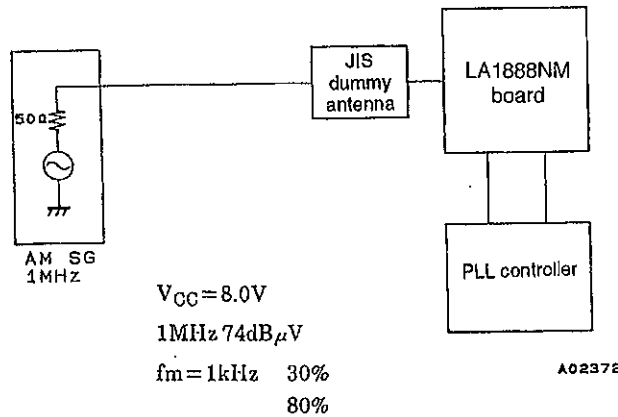 JIS
dummy
antenna
LA1888NM
board
50Ω
AM SG
1MHz
PLL controller
VCC=8.0V
1MHz 74dBμV
fm=1kHz 30%
80%
A02372